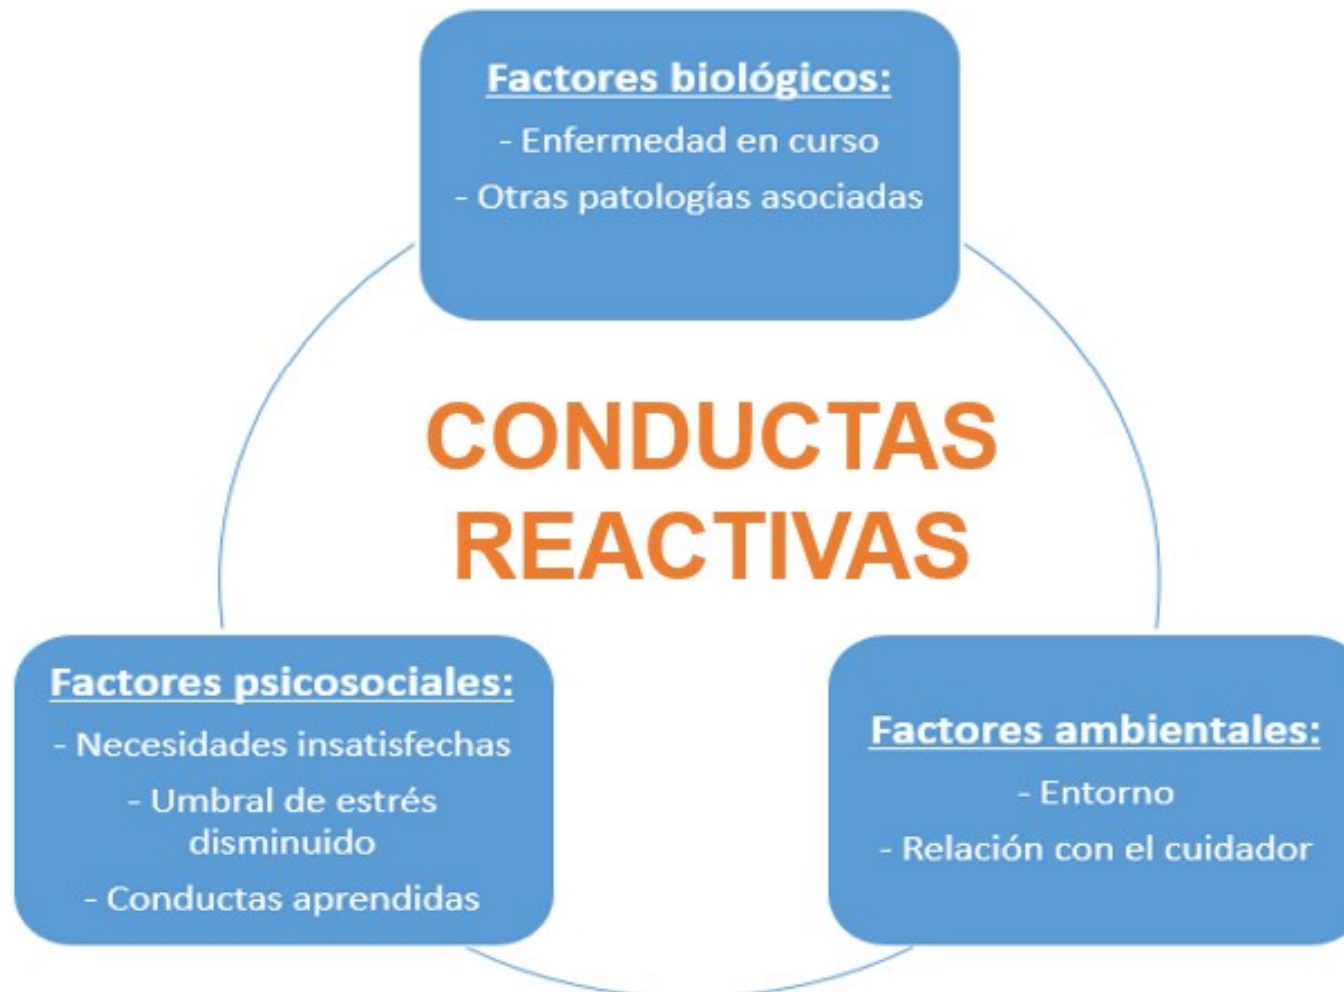 Factores biológicos:
- Enfermedad en curso
- Otras patologías asociadas
CONDUCTAS
REACTIVAS
Factores psicosociales:
- Necesidades insatisfechas
- Umbral de estrés
disminuido
- Conductas aprendidas
Factores ambientales:
- Entorno
- Relación con el cuidador